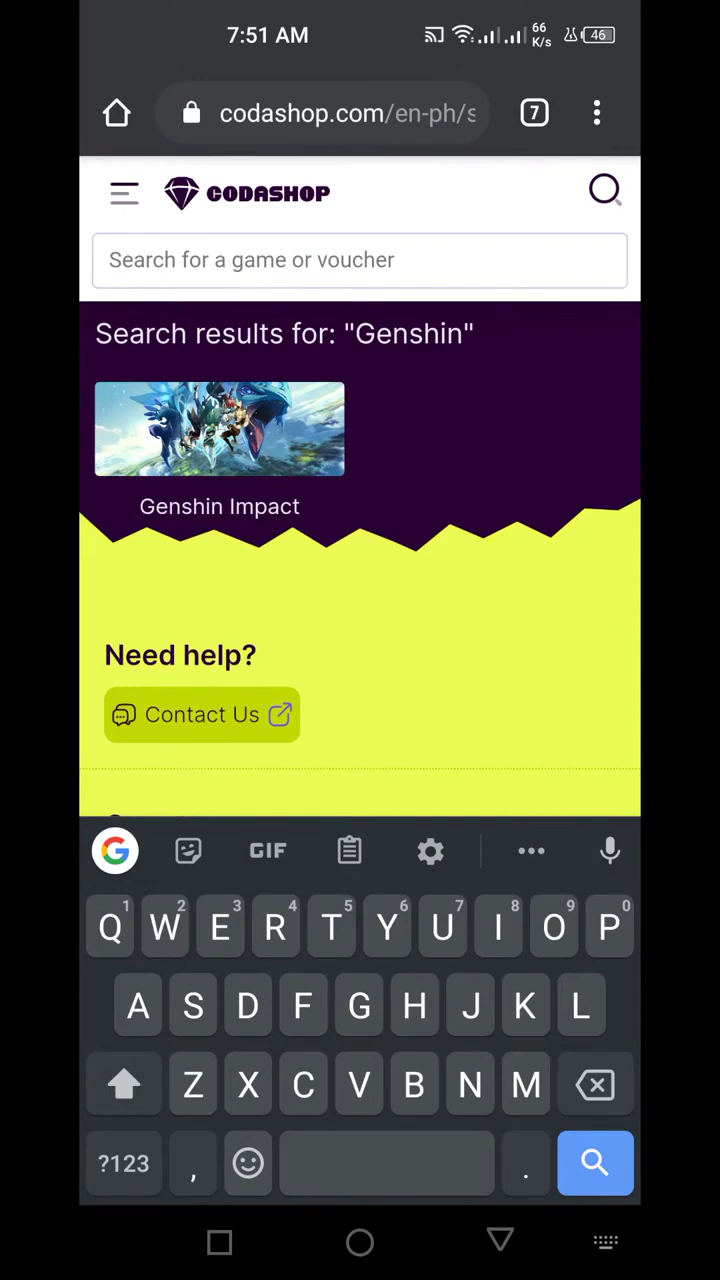 7:51 AM
66
K/s
46
codashop.com/en-ph/s
7
CODASHOP
Search for a game or voucher
Search results for: "Genshin"
Genshin Impact
Need help?
Contact Us
G GIF
1 2 3 4 5 6 7 8 9 0
Q W E R T Y U I O P
A S D F G H J K L
Z X C V B N M
?123 , .